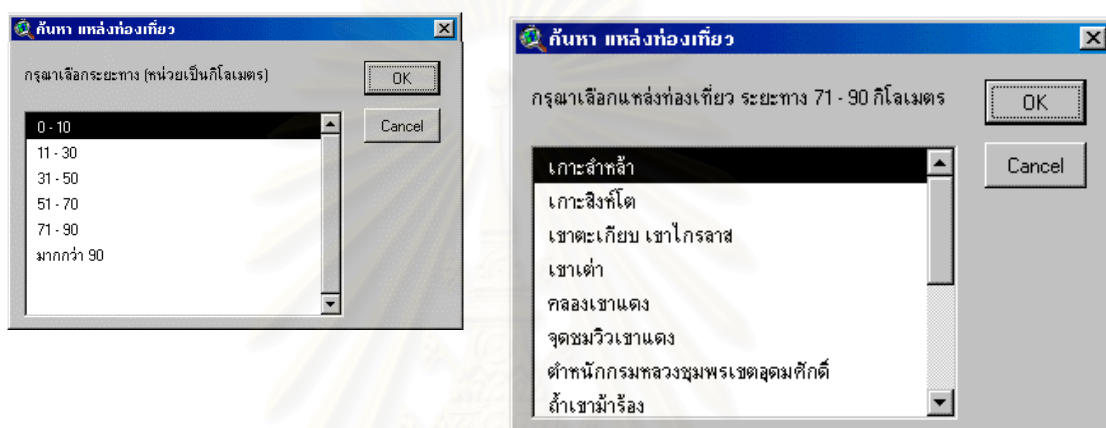 ค้นหา แหล่งท่องเที่ยว
กรุณาเลือกระยะทาง (หน่วยเป็นกิโลเมตร)
OK
Cancel
0 - 10
11 - 30
31 - 50
51 - 70
71 - 90
มากกว่า 90
ค้นหา แหล่งท่องเที่ยว
กรุณาเลือกแหล่งท่องเที่ยว ระยะทาง 71 - 90 กิโลเมตร
OK
Cancel
เกาะลำหล้า
เกาะสิงห์โต
เขาตะเกียบ เขาไกรลาส
เขาเต่า
คลองเขาแดง
จุดชมวิวเขาแดง
ตำหนักกรมหลวงชุมพรเขตอุดมศักดิ์
ถ้ำเขาม้าร้อง